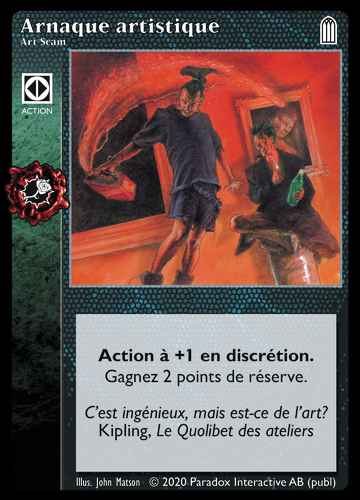 Arnaque artistique
Art Scam
ACTION
Action à +1 en discrétion.
Gagnez 2 points de réserve.
C'est ingénieux, mais est-ce de l'art?
Kipling, Le Quolibet des ateliers
Illus. John Matson · © 2020 Paradox Interactive AB (publ)